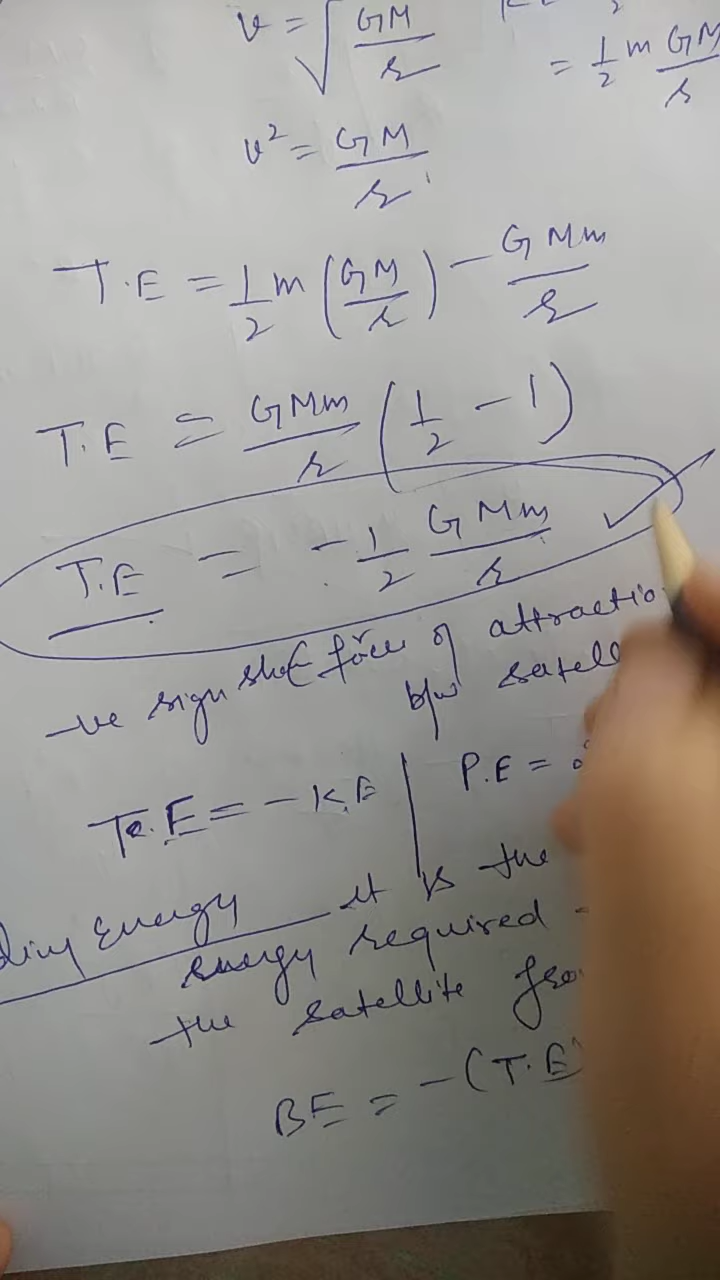 v = √GM/r
= 1/2 m GM/r
v² = GM/r
T.E = 1/2 m (GM/r) - GMm/r
T.E = GMm/r (1/2 - 1)
T.E = -1/2 GMm/r
-ve sign
force of attractio
b/w satell
T.E = -K.E | P.E =
Energy
It is the
energy required
the satellite fro
BE = -(T.E)